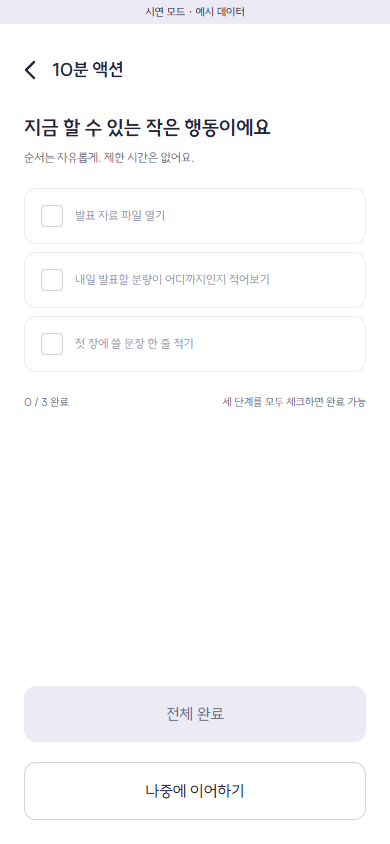 시연 모드 · 예시 데이터
10분 액션
지금 할 수 있는 작은 행동이에요
순서는 자유롭게. 제한 시간은 없어요.
발표 자료 파일 열기
내일 발표할 분량이 어디까지인지 적어보기
첫 장에 쓸 문장 한 줄 적기
0 / 3 완료
세 단계를 모두 체크하면 완료 가능
전체 완료
나중에 이어하기